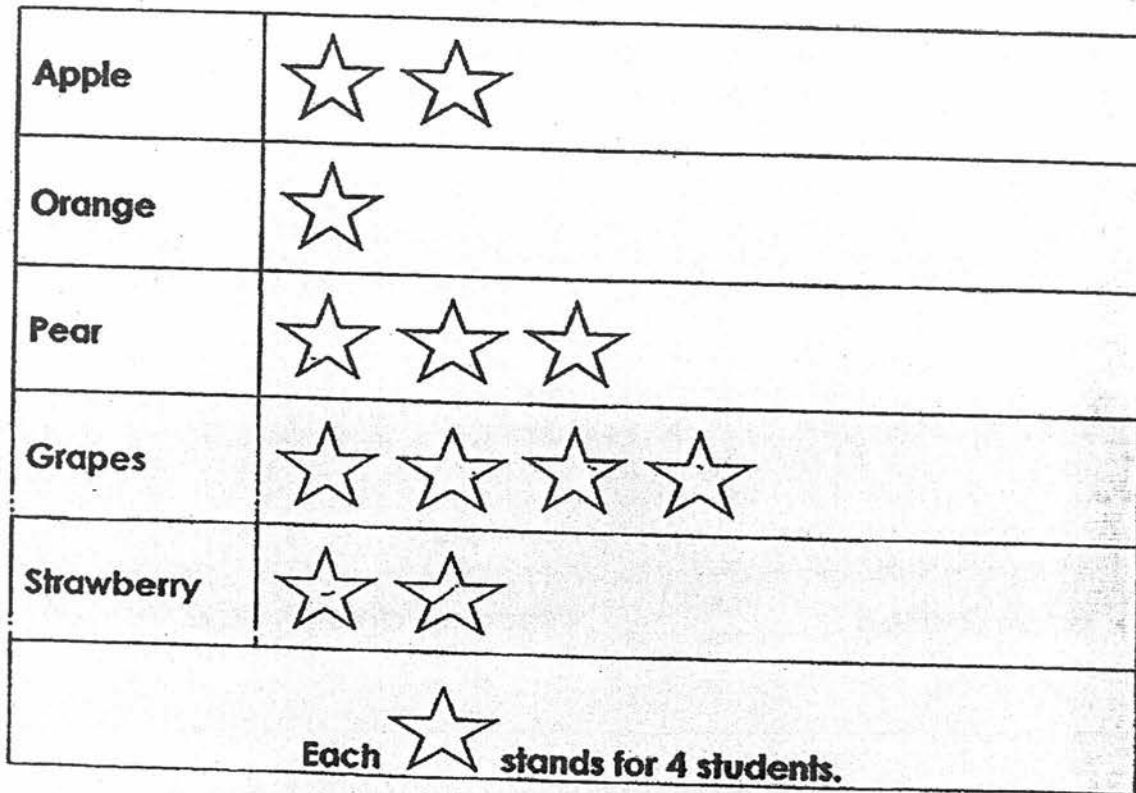 Apple
Orange
Pear
Grapes
Strawberry
Each stands for 4 students.